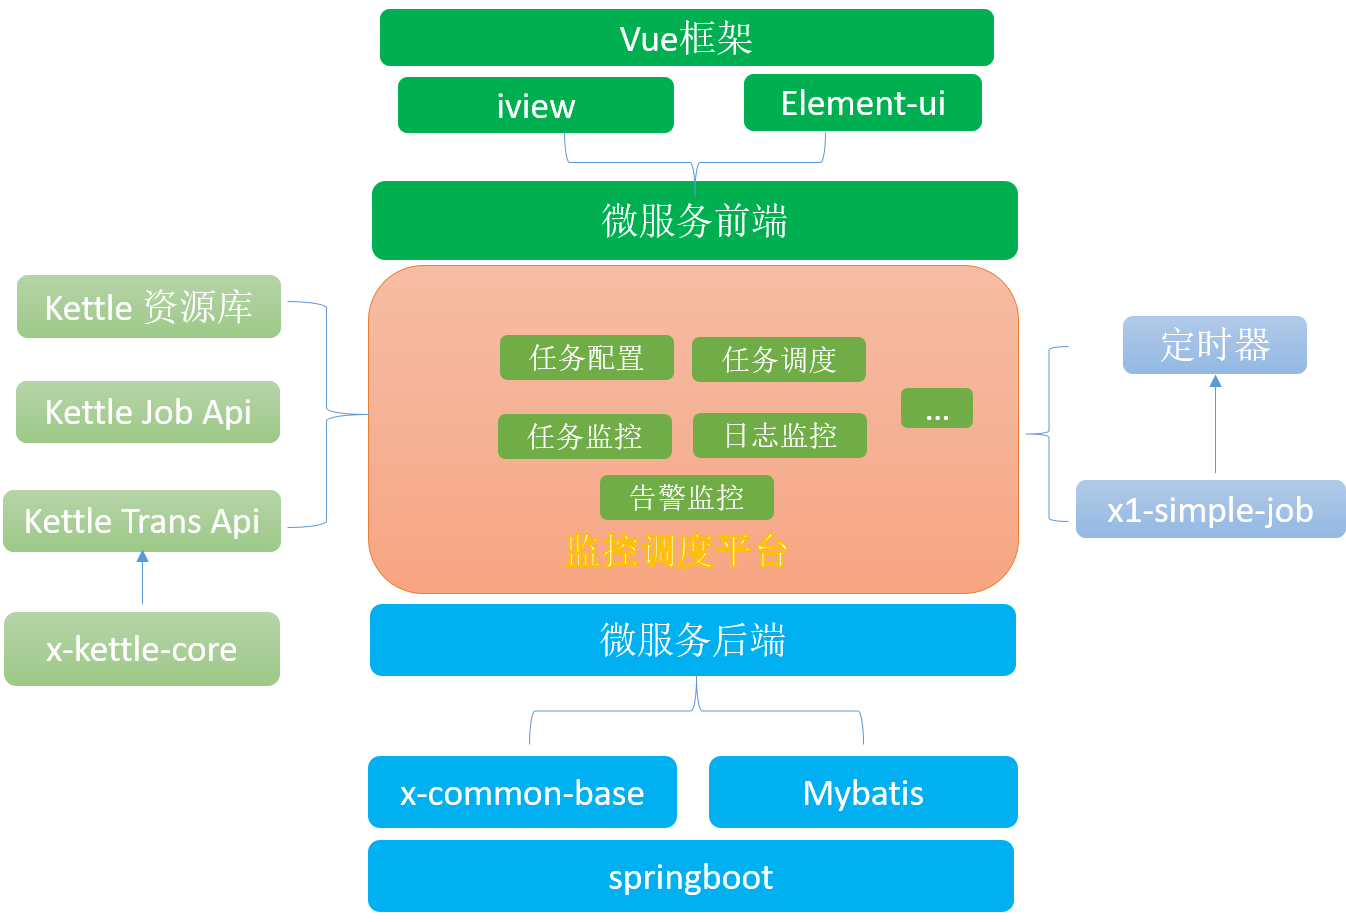 Vue框架
iview
Element-ui
微服务前端
Kettle 资源库
Kettle Job Api
Kettle Trans Api
x-kettle-core
任务配置
任务调度
...
任务监控
日志监控
告警监控
监控调度平台
定时器
x1-simple-job
微服务后端
x-common-base
Mybatis
springboot